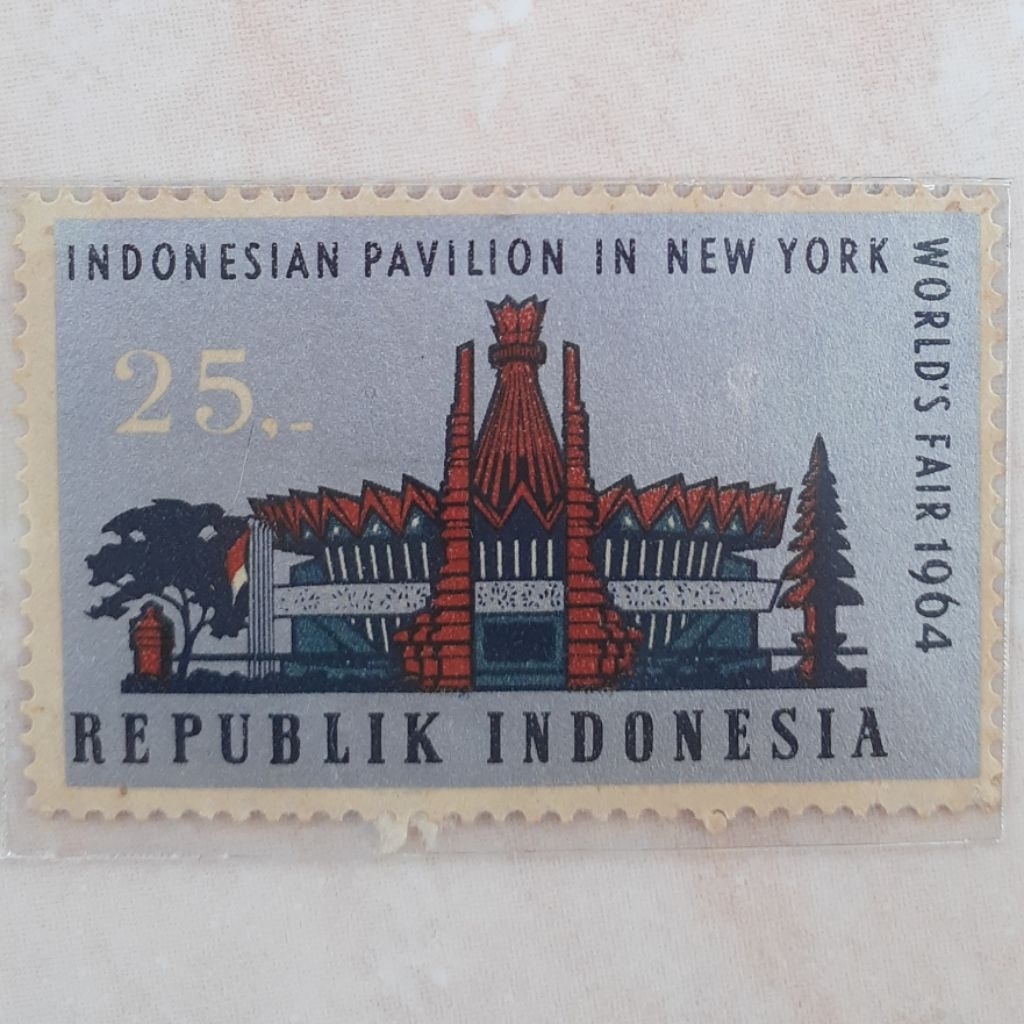 INDONESIAN PAVILION IN NEW YORK
WORLD'S FAIR 1964
25,-
REPUBLIK INDONESIA